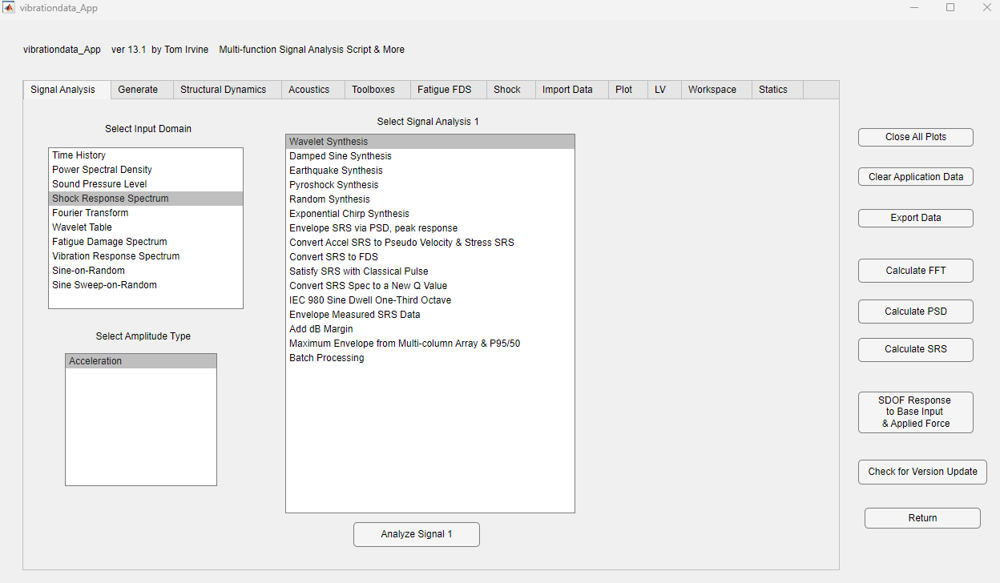 vibrationdata_App
vibrationdata_App ver 13.1 by Tom Irvine Multi-function Signal Analysis Script & More
Signal Analysis Generate Structural Dynamics Acoustics Toolboxes Fatigue FDS Shock Import Data Plot LV Workspace Statics
Select Input Domain
Time History
Power Spectral Density
Sound Pressure Level
Shock Response Spectrum
Fourier Transform
Wavelet Table
Fatigue Damage Spectrum
Vibration Response Spectrum
Sine-on-Random
Sine Sweep-on-Random
Select Amplitude Type
Acceleration
Select Signal Analysis 1
Wavelet Synthesis
Damped Sine Synthesis
Earthquake Synthesis
Pyroshock Synthesis
Random Synthesis
Exponential Chirp Synthesis
Envelope SRS via PSD, peak response
Convert Accel SRS to Pseudo Velocity & Stress SRS
Convert SRS to FDS
Satisfy SRS with Classical Pulse
Convert SRS Spec to a New Q Value
IEC 980 Sine Dwell One-Third Octave
Envelope Measured SRS Data
Add dB Margin
Maximum Envelope from Multi-column Array & P95/50
Batch Processing
Analyze Signal 1
Close All Plots
Clear Application Data
Export Data
Calculate FFT
Calculate PSD
Calculate SRS
SDOF Response
to Base Input
& Applied Force
Check for Version Update
Return